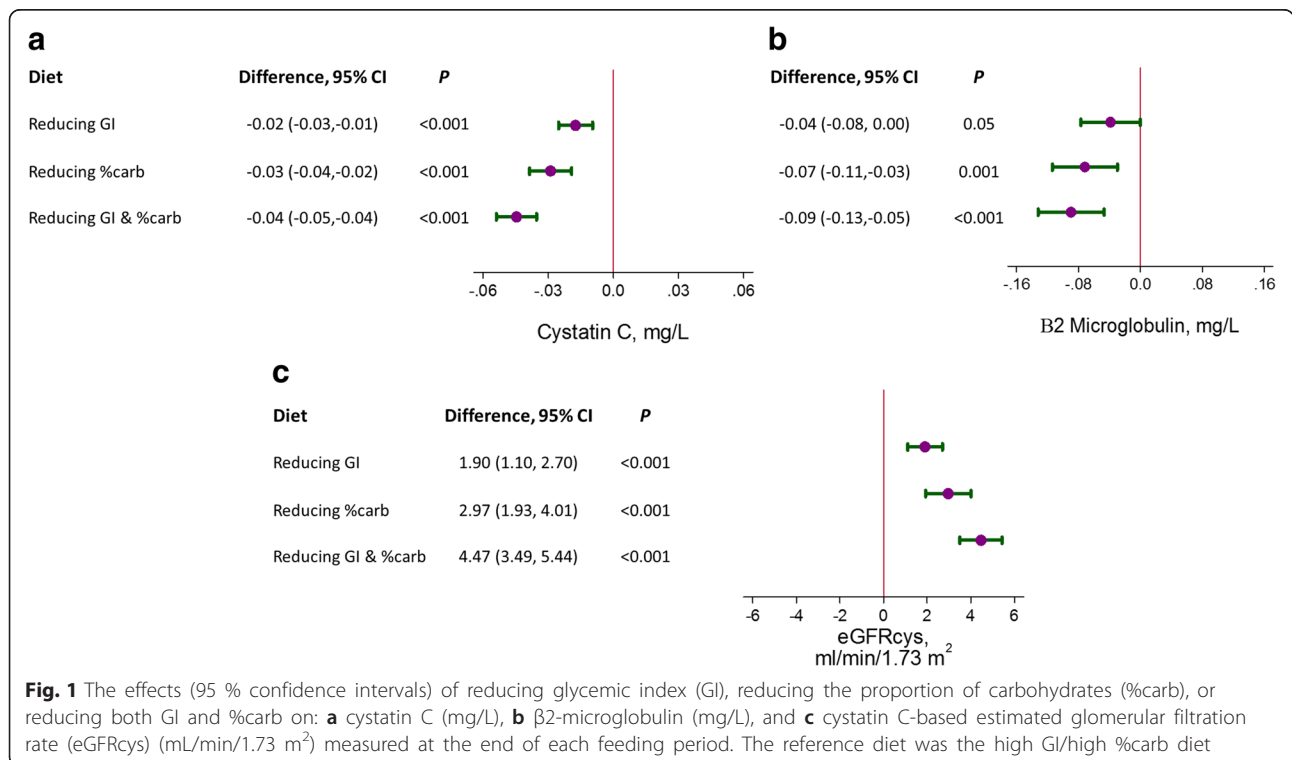 a
Diet Difference, 95% CI P
Reducing GI -0.02 (-0.03,-0.01) <0.001
Reducing %carb -0.03 (-0.04,-0.02) <0.001
Reducing GI & %carb -0.04 (-0.05,-0.04) <0.001
-.06 -.03 0.0 .03 .06
Cystatin C, mg/L
b
Difference, 95% CI P
-0.04 (-0.08, 0.00) 0.05
-0.07 (-0.11,-0.03) 0.001
-0.09 (-0.13,-0.05) <0.001
-.16 -.08 0.0 .08 .16
B2 Microglobulin, mg/L
c
Diet Difference, 95% CI P
Reducing GI 1.90 (1.10, 2.70) <0.001
Reducing %carb 2.97 (1.93, 4.01) <0.001
Reducing GI & %carb 4.47 (3.49, 5.44) <0.001
-6 -4 -2 0 2 4 6
eGFRcys,
ml/min/1.73 m²
Fig. 1 The effects (95 % confidence intervals) of reducing glycemic index (GI), reducing the proportion of carbohydrates (%carb), or
reducing both GI and %carb on: a cystatin C (mg/L), b β2-microglobulin (mg/L), and c cystatin C-based estimated glomerular filtration
rate (eGFRcys) (mL/min/1.73 m²) measured at the end of each feeding period. The reference diet was the high GI/high %carb diet